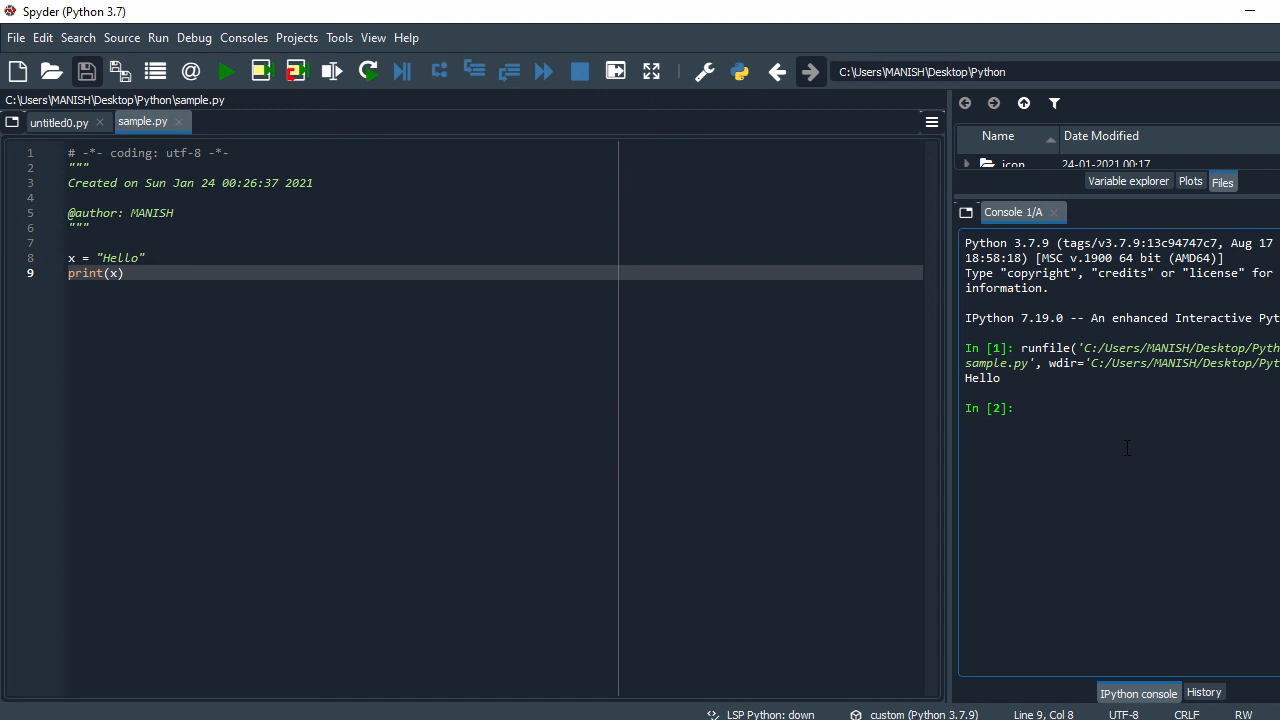 Spyder (Python 3.7)
File Edit Search Source Run Debug Consoles Projects Tools View Help
C:\Users\MANISH\Desktop\Python
C:\Users\MANISH\Desktop\Python\sample.py
untitled0.py
sample.py
1 # -*- coding: utf-8 -*-
2 """
3 Created on Sun Jan 24 00:26:37 2021
4
5 @author: MANISH
6 """
7
8 x = "Hello"
9 print(x)
Name Date Modified
icon 24-01-2021 00:17
Variable explorer Plots Files
Console 1/A
Python 3.7.9 (tags/v3.7.9:13c94747c7, Aug 17
18:58:18) [MSC v.1900 64 bit (AMD64)]
Type "copyright", "credits" or "license" for
information.
IPython 7.19.0 -- An enhanced Interactive Pyt
In [1]: runfile('C:/Users/MANISH/Desktop/Pyth
sample.py', wdir='C:/Users/MANISH/Desktop/Pyt
Hello
In [2]:
IPython console History
LSP Python: down custom (Python 3.7.9) Line 9, Col 8 UTF-8 CRLF RW